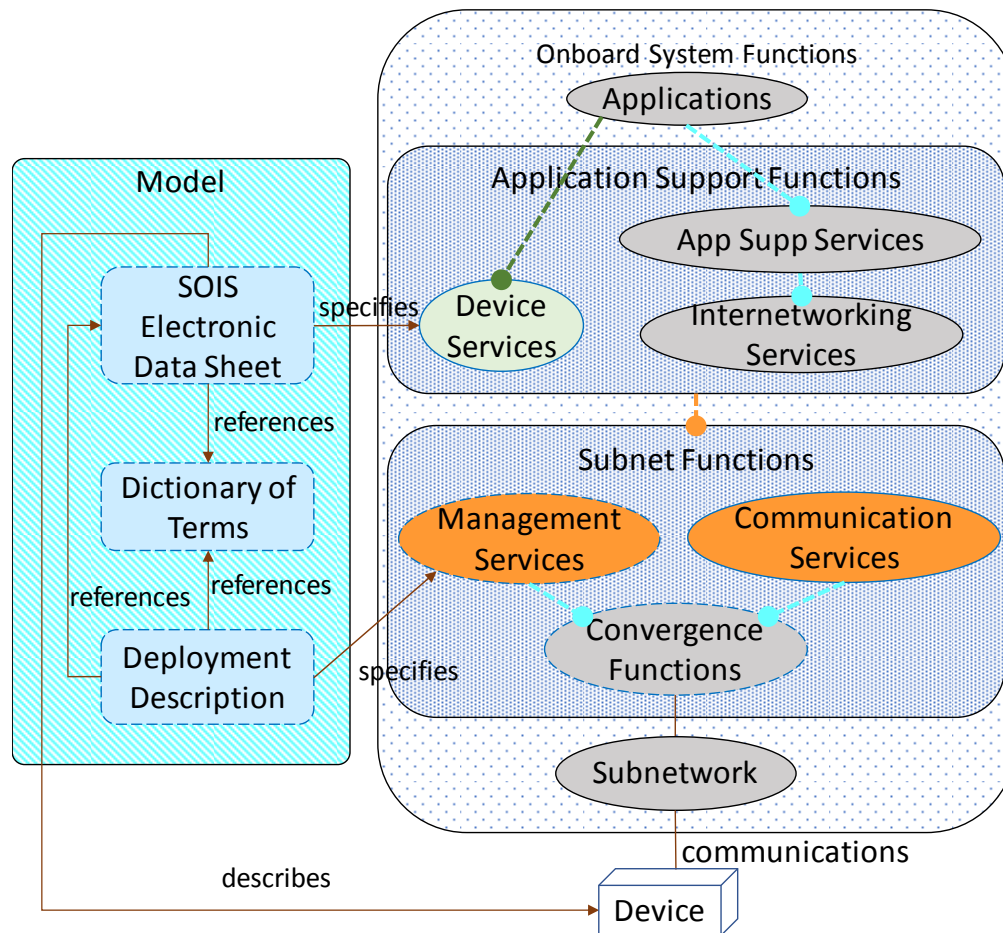 Onboard System Functions
Applications
Model
Application Support Functions
App Supp Services
SOIS
Electronic
Data Sheet
specifies
Device
Services
Internetworking
Services
references
Subnet Functions
Dictionary of
Terms
Management
Services
Communication
Services
references
references
Deployment
Description
specifies
Convergence
Functions
Subnetwork
communications
describes
Device